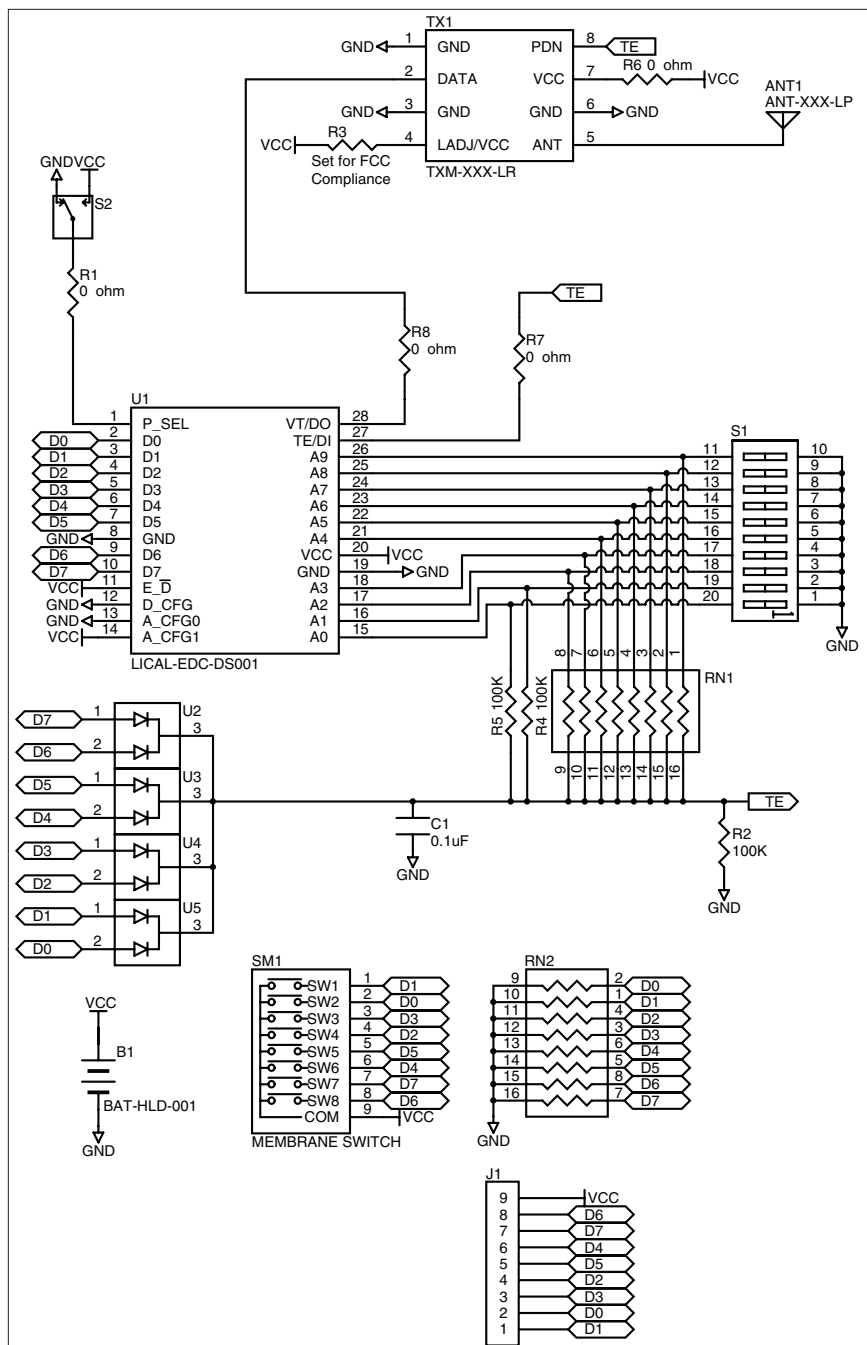 TX1
GND 1 GND PDN 8 TE
2 DATA VCC 7 R6 0 ohm VCC
GND 3 GND GND 6 GND
VCC R3 4 LADJ/VCC ANT 5
Set for FCC
Compliance
TXM-XXX-LR
ANT1
ANT-XXX-LP
GND VCC
S2
R1
0 ohm
R8
0 ohm
TE
R7
0 ohm
U1
1 P_SEL VT/DO 28
D0 2 D0 TE/DI 27
D1 3 D1 A9 26
D2 4 D2 A8 25
D3 5 D3 A7 24
D4 6 D4 A6 23
D5 7 D5 A5 22
GND 8 GND A4 21
D6 9 D6 VCC 20 VCC
D7 10 D7 GND 19 GND
VCC 11 E_D A3 18
GND 12 D_CFG A2 17
GND 13 A_CFG0 A1 16
VCC 14 A_CFG1 A0 15
LICAL-EDC-DS001
S1
11 10
12 9
13 8
14 7
15 6
16 5
17 4
18 3
19 2
20 1
GND
8 7 6 5 4 3 2 1
RN1
R5 100K
R4 100K
9 10 11 12 13 14 15 16
D7 1 U2
3
D6 2
D5 1 U3
3
D4 2
D3 1 U4
3
D2 2
D1 1 U5
3
D0 2
C1
0.1uF
GND
TE
R2
100K
GND
VCC
B1
BAT-HLD-001
GND
SM1
SW1 1 D1
SW2 2 D0
SW3 3 D3
SW4 4 D2
SW5 5 D5
SW6 6 D4
SW7 7 D7
SW8 8 D6
COM 9 VCC
MEMBRANE SWITCH
RN2
9 2 D0
10 1 D1
11 4 D2
12 3 D3
13 6 D4
14 5 D5
15 8 D6
16 7 D7
GND
J1
9 VCC
8 D6
7 D7
6 D4
5 D5
4 D2
3 D3
2 D0
1 D1